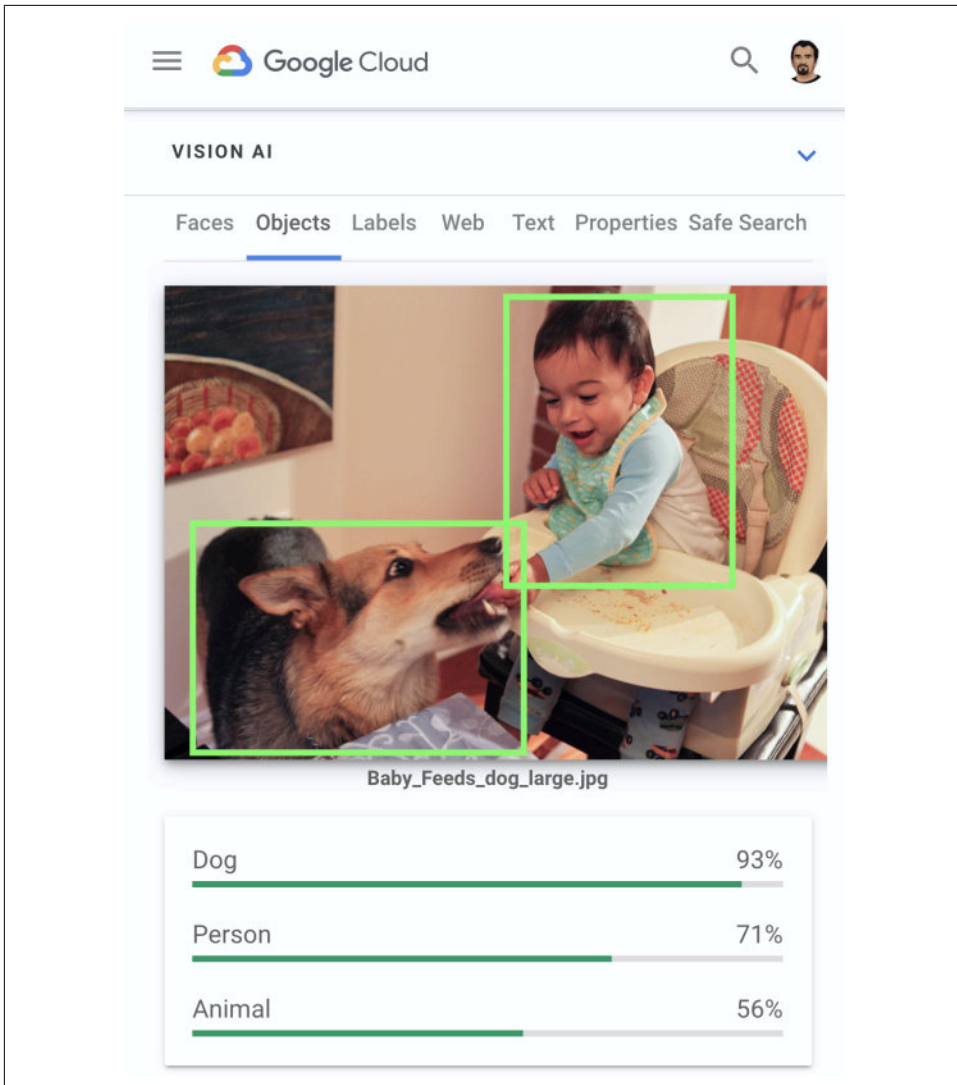 Google Cloud
VISION AI
Faces Objects Labels Web Text Properties Safe Search
Baby_Feeds_dog_large.jpg
Dog 93%
Person 71%
Animal 56%